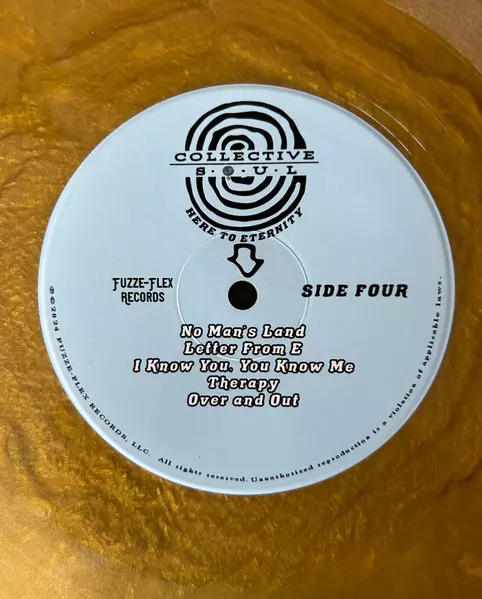 COLLECTIVE
S·O·U·L
HERE TO ETERNITY
FUZZE-FLEX
RECORDS
SIDE FOUR
No Man's Land
Letter From E
I Know You. You Know Me
Therapy
Over and Out
℗©2024 FUZZE-FLEX RECORDS, LLC. All rights reserved. Unauthorized reproduction is a violation of applicable laws.